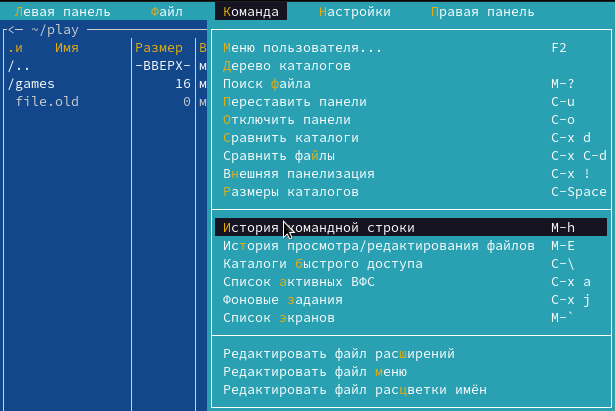 Левая панель Файл Команда Настройки Правая панель
<— ~/play
.и Имя Размер В
/.. -ВВЕРХ- м
/games 16 м
file.old 0 м
Меню пользователя... F2
Дерево каталогов
Поиск файла M-?
Переставить панели C-u
Отключить панели C-o
Сравнить каталоги C-x d
Сравнить файлы C-x C-d
Внешняя панелизация C-x !
Размеры каталогов C-Space
История командной строки M-h
История просмотра/редактирования файлов M-E
Каталоги быстрого доступа C-\
Список активных ВФС C-x a
Фоновые задания C-x j
Список экранов M-`
Редактировать файл расширений
Редактировать файл меню
Редактировать файл расцветки имён